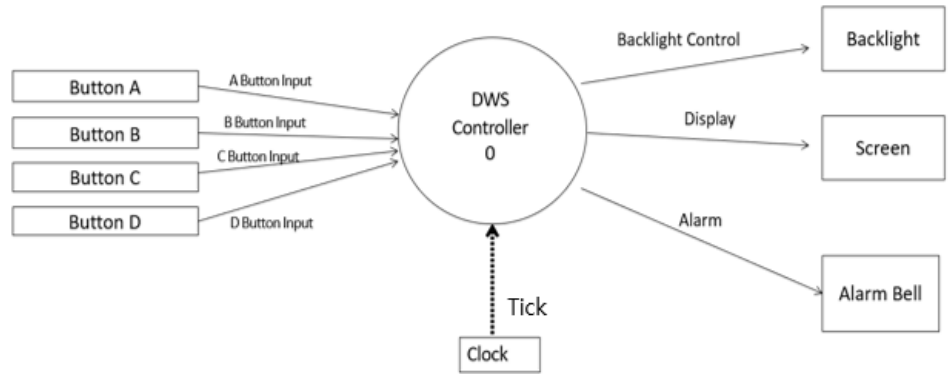 Button A
Button B
Button C
Button D
A Button Input
B Button Input
C Button Input
D Button Input
DWS
Controller
0
Tick
Clock
Backlight Control
Display
Alarm
Backlight
Screen
Alarm Bell